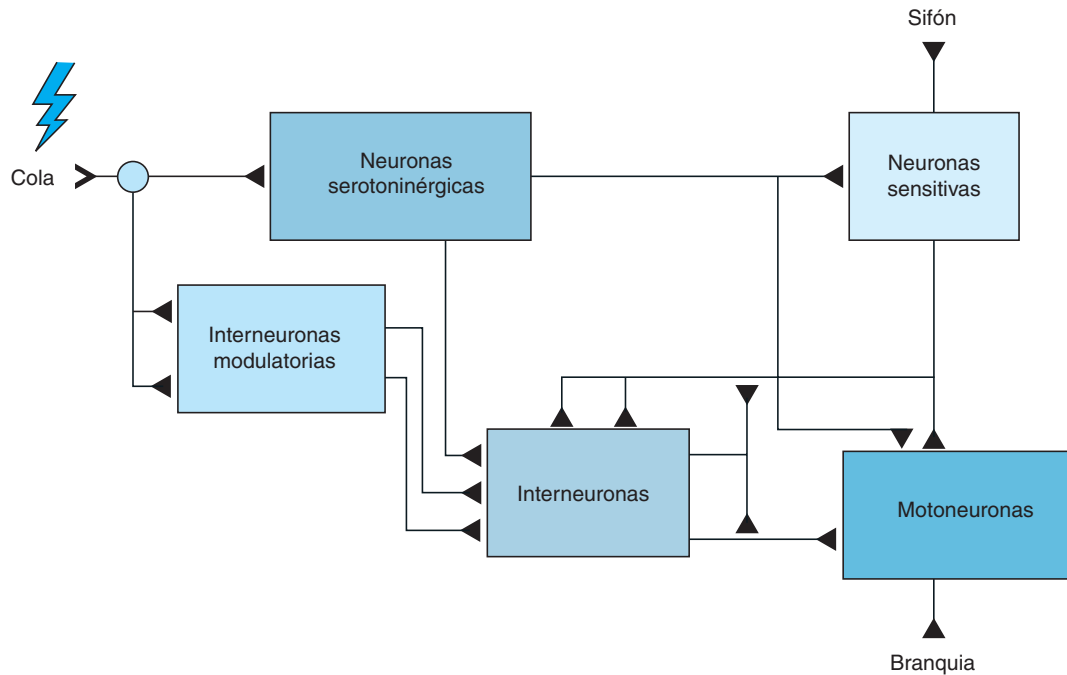 Sifón
Cola
Neuronas
serotoninérgicas
Neuronas
sensitivas
Interneuronas
modulatorias
Interneuronas
Motoneuronas
Branquia